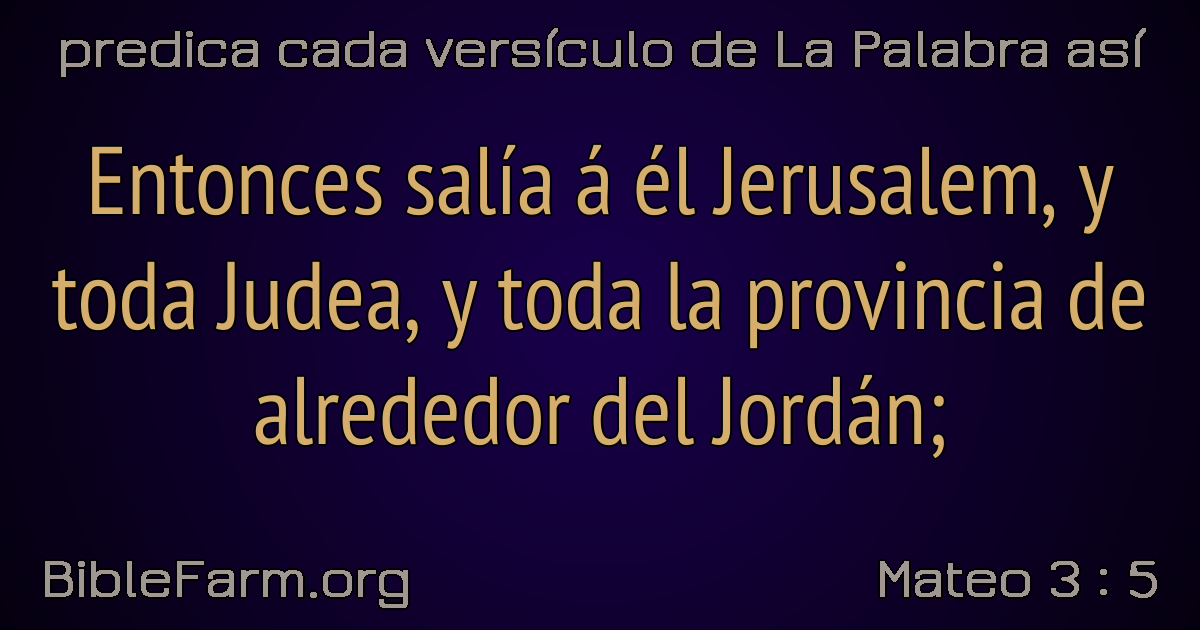 predica cada versículo de La Palabra así
Entonces salía á él Jerusalem, y
toda Judea, y toda la provincia de
alrededor del Jordán;
BibleFarm.org
Mateo 3 : 5